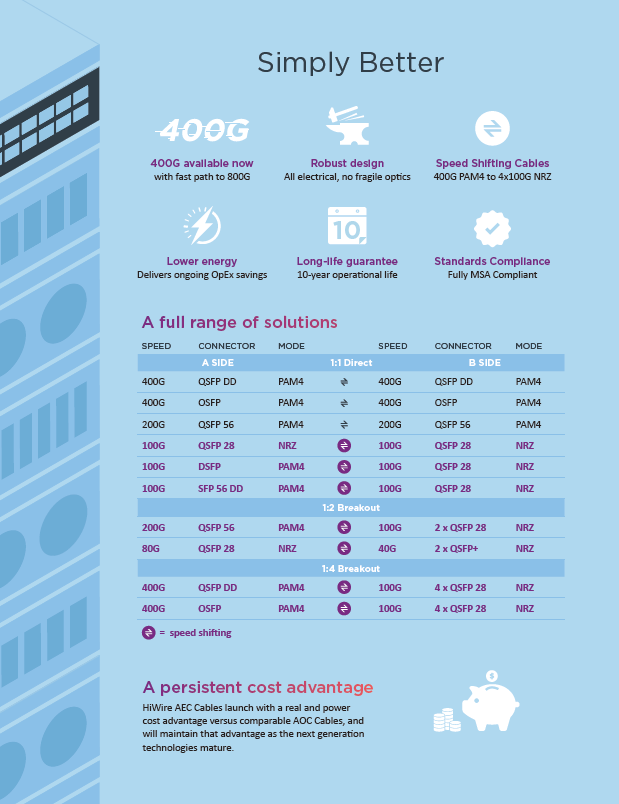 Simply Better
400G
400G available now
with fast path to 800G
Robust design
All electrical, no fragile optics
Speed Shifting Cables
400G PAM4 to 4x100G NRZ
Lower energy
Delivers ongoing OpEx savings
10
Long-life guarantee
10-year operational life
Standards Compliance
Fully MSA Compliant
A full range of solutions
SPEED CONNECTOR MODE SPEED CONNECTOR MODE
A SIDE 1:1 Direct B SIDE
400G QSFP DD PAM4 400G QSFP DD PAM4
400G OSFP PAM4 400G OSFP PAM4
200G QSFP 56 PAM4 200G QSFP 56 PAM4
100G QSFP 28 NRZ 100G QSFP 28 NRZ
100G DSFP PAM4 100G QSFP 28 NRZ
100G SFP 56 DD PAM4 100G QSFP 28 NRZ
1:2 Breakout
200G QSFP 56 PAM4 100G 2 x QSFP 28 NRZ
80G QSFP 28 NRZ 40G 2 x QSFP+ NRZ
1:4 Breakout
400G QSFP DD PAM4 100G 4 x QSFP 28 NRZ
400G OSFP PAM4 100G 4 x QSFP 28 NRZ
= speed shifting
A persistent cost advantage
HiWire AEC Cables launch with a real and power
cost advantage versus comparable AOC Cables, and
will maintain that advantage as the next generation
technologies mature.
$